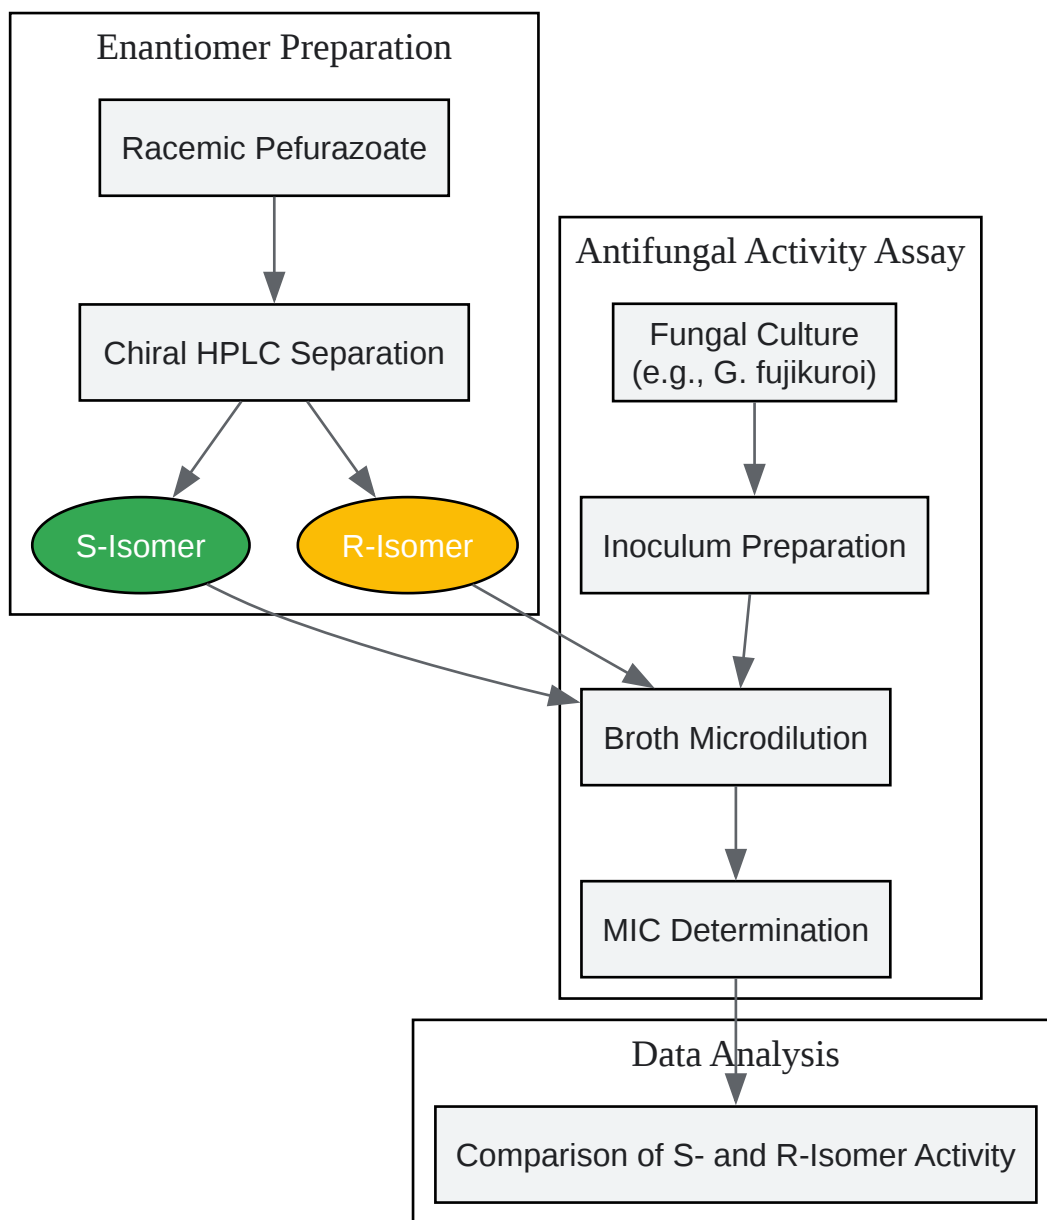 Enantiomer Preparation
Racemic Pefurazoate
Chiral HPLC Separation
S-Isomer
R-Isomer
Antifungal Activity Assay
Fungal Culture
(e.g., G. fujikuroi)
Inoculum Preparation
Broth Microdilution
MIC Determination
Data Analysis
Comparison of S- and R-Isomer Activity